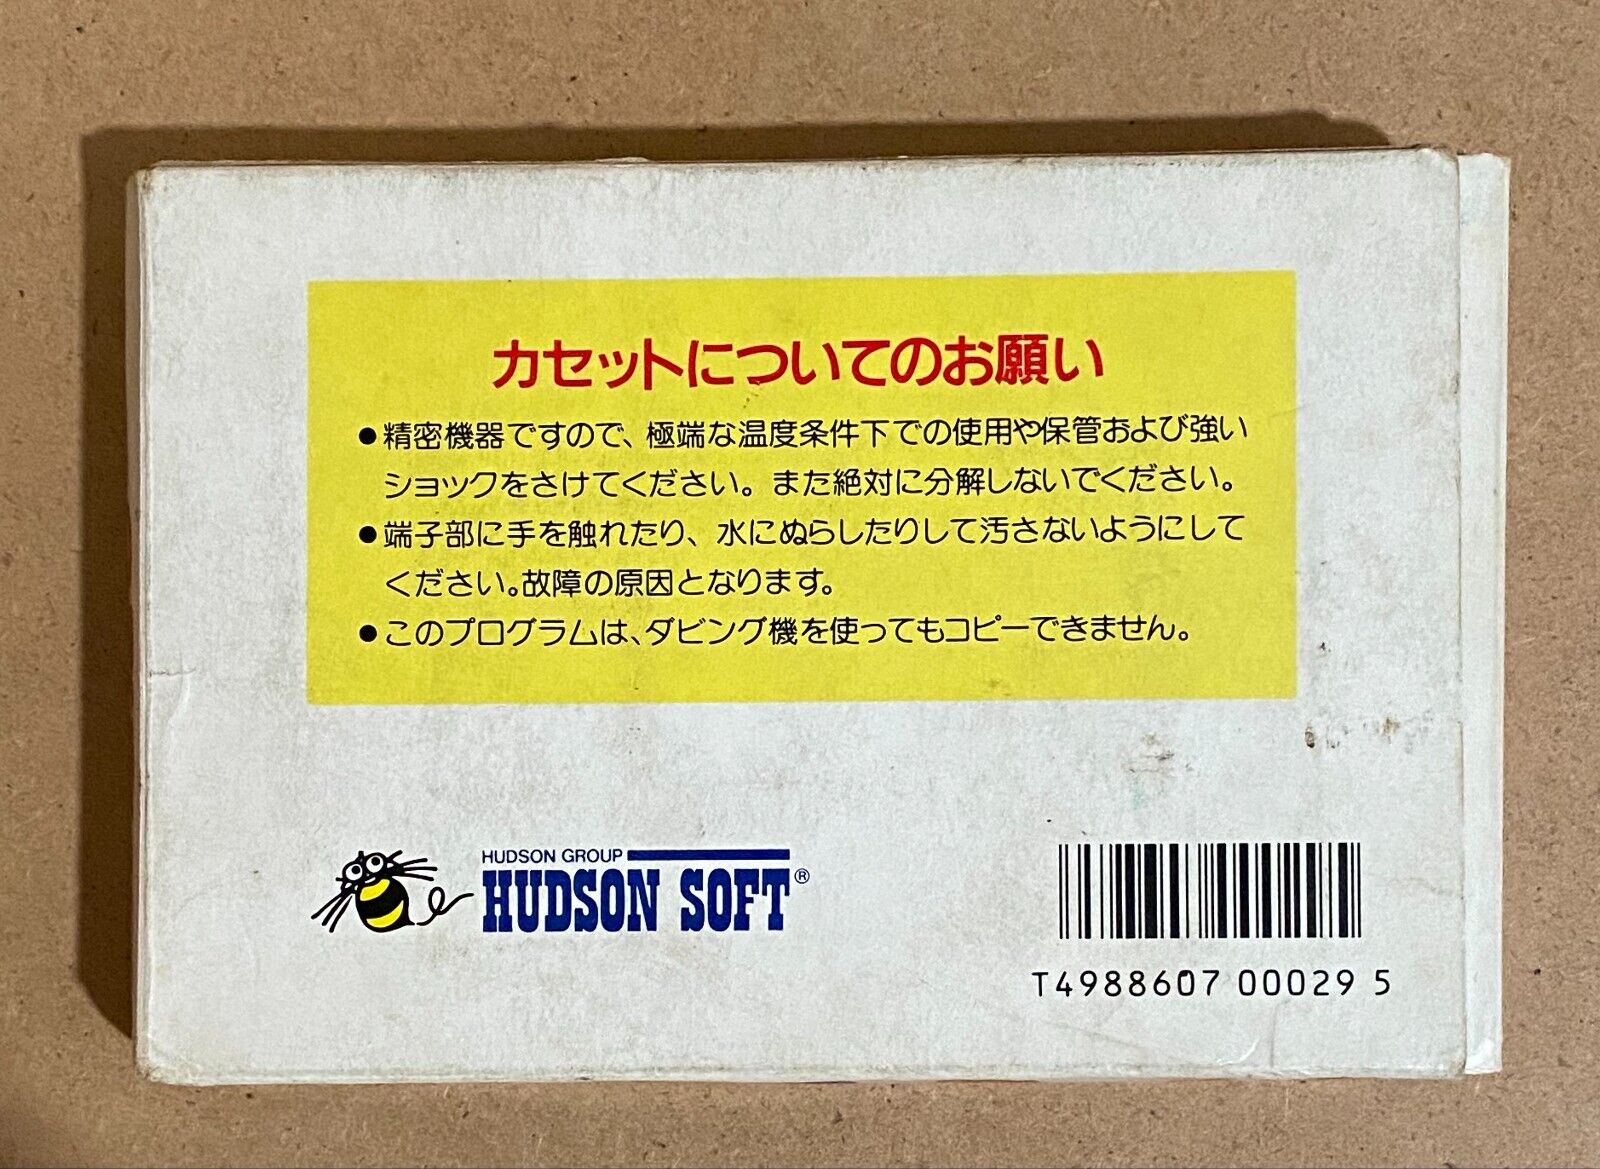 カセットについてのお願い
●精密機器ですので、極端な温度条件下での使用や保管および強い
ショックをさけてください。また絶対に分解しないでください。
●端子部に手を触れたり、水にぬらしたりして汚さないようにして
ください。故障の原因となります。
●このプログラムは、ダビング機を使ってもコピーできません。
HUDSON GROUP
HUDSON SOFT®
T4988607 00029 5